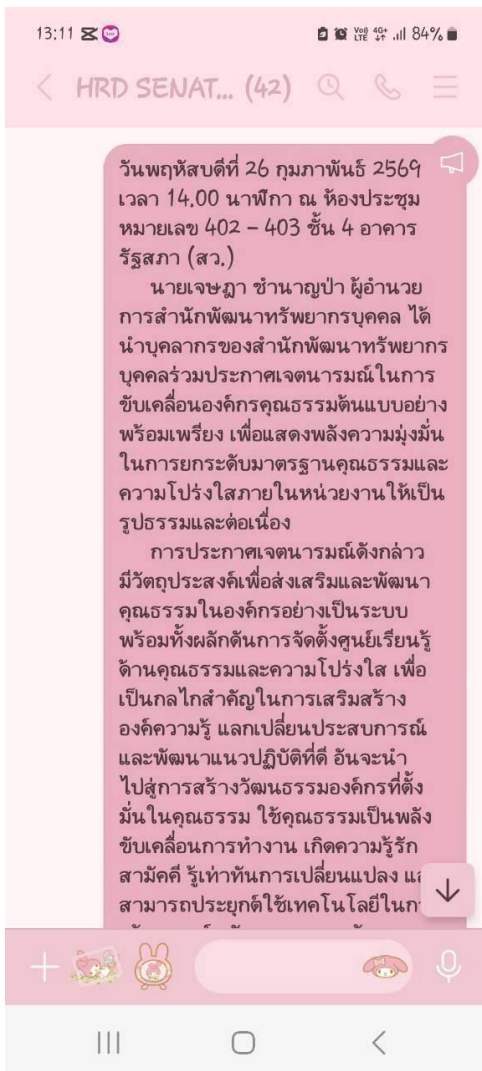 13:11
VoD LTE 4G+ 84%
HRD SENAT... (42)
วันพฤหัสบดีที่ 26 กุมภาพันธ์ 2569
เวลา 14.00 นาฬิกา ณ ห้องประชุม
หมายเลข 402 – 403 ชั้น 4 อาคาร
รัฐสภา (สว.)
นายเจษฎา ชำนาญป่า ผู้อำนวย
การสำนักพัฒนาทรัพยากรบุคคล ได้
นำบุคลากรของสำนักพัฒนาทรัพยากร
บุคคลร่วมประกาศเจตนารมณ์ในการ
ขับเคลื่อนองค์กรคุณธรรมต้นแบบอย่าง
พร้อมเพรียง เพื่อแสดงพลังความมุ่งมั่น
ในการยกระดับมาตรฐานคุณธรรมและ
ความโปร่งใสภายในหน่วยงานให้เป็น
รูปธรรมและต่อเนื่อง
การประกาศเจตนารมณ์ดังกล่าว
มีวัตถุประสงค์เพื่อส่งเสริมและพัฒนา
คุณธรรมในองค์กรอย่างเป็นระบบ
พร้อมทั้งผลักดันการจัดตั้งศูนย์เรียนรู้
ด้านคุณธรรมและความโปร่งใส เพื่อ
เป็นกลไกสำคัญในการเสริมสร้าง
องค์ความรู้ แลกเปลี่ยนประสบการณ์
และพัฒนาแนวปฏิบัติที่ดี อันจะนำ
ไปสู่การสร้างวัฒนธรรมองค์กรที่ตั้ง
มั่นในคุณธรรม ใช้คุณธรรมเป็นพลัง
ขับเคลื่อนการทำงาน เกิดความรู้รัก
สามัคคี รู้เท่าทันการเปลี่ยนแปลง
สามารถประยุกต์ใช้เทคโนโลยีใน